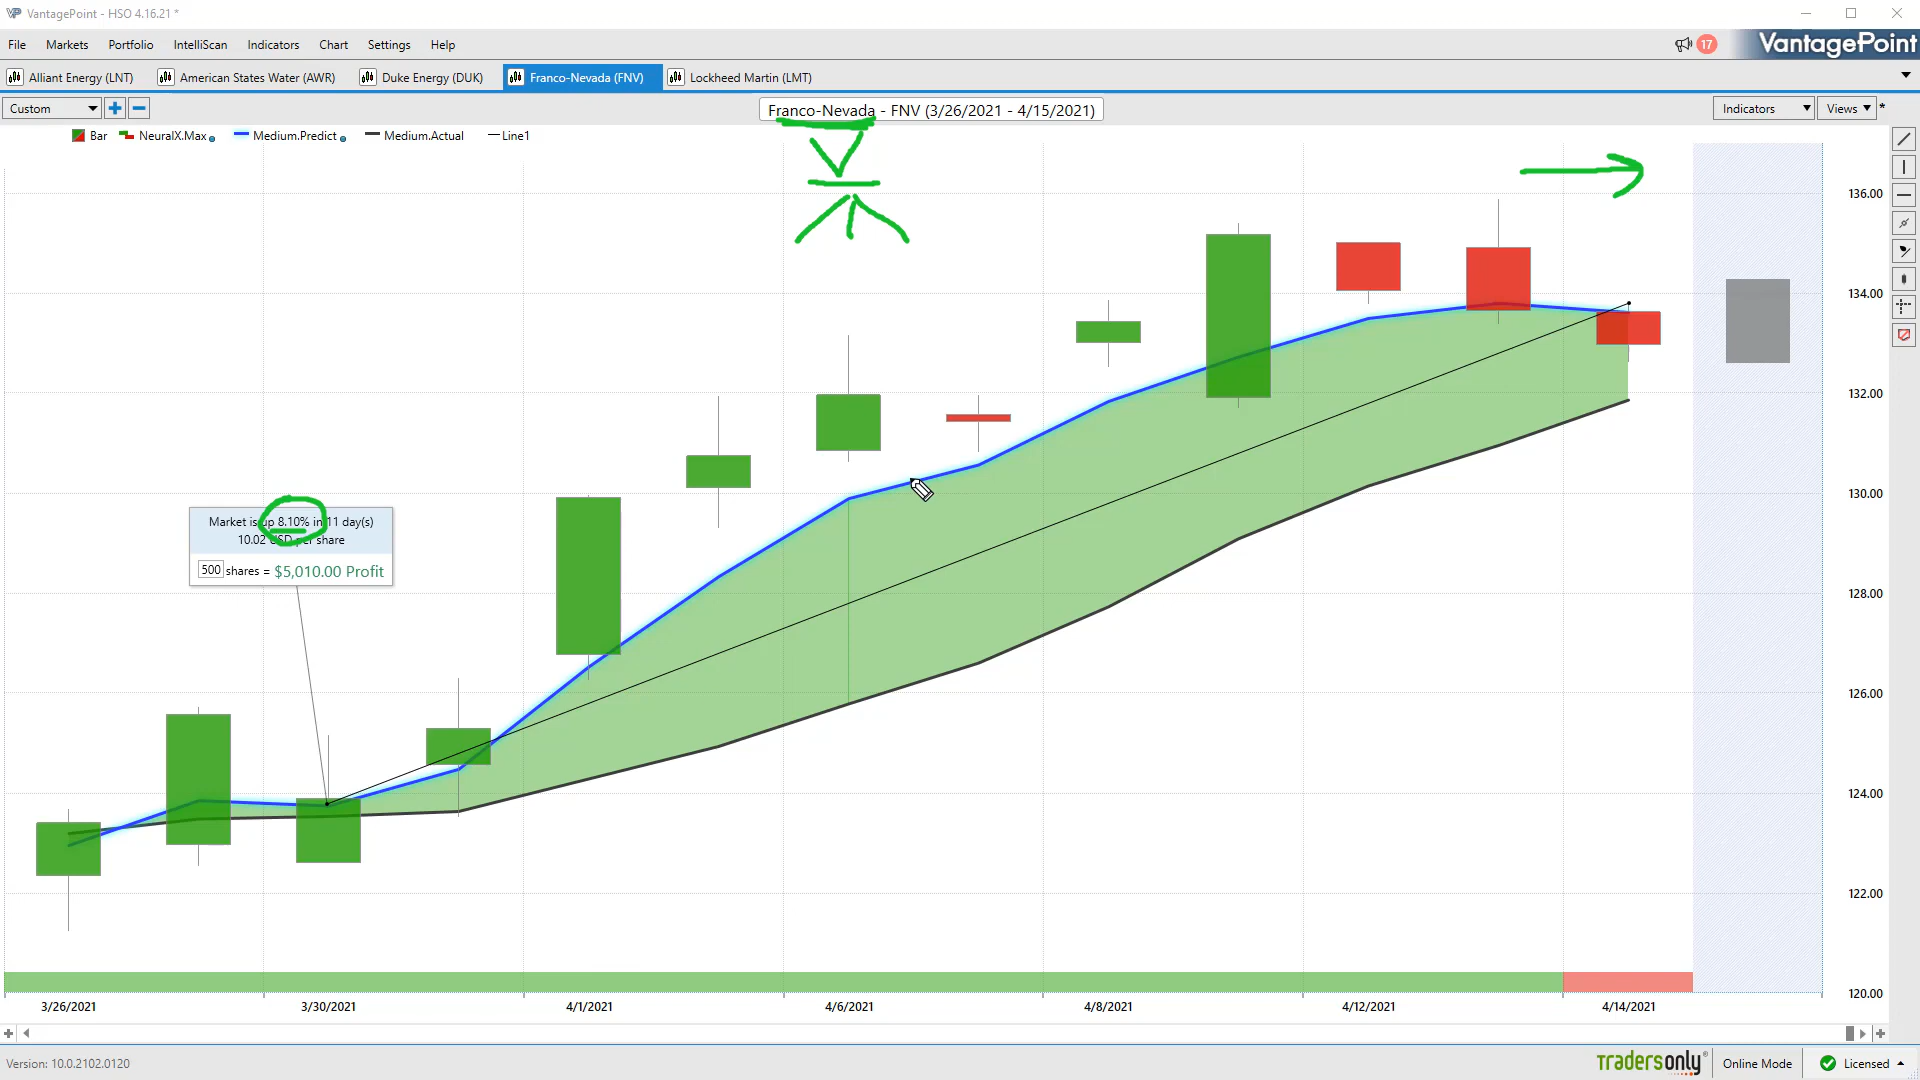 VantagePoint - HSO 4.16.21 *
File Markets Portfolio IntelliScan Indicators Chart Settings Help
17
VantagePoint
Alliant Energy (LNT) American States Water (AWR) Duke Energy (DUK) Franco-Nevada (FNV) Lockheed Martin (LMT)
Custom
Franco-Nevada - FNV (3/26/2021 - 4/15/2021)
Indicators Views *
Bar NeuralX.Max Medium.Predict Medium.Actual Line1
136.00
134.00
132.00
130.00
Market is up 8.10% in 11 day(s)
10.02 USD per share
500 shares = $5,010.00 Profit
128.00
126.00
124.00
122.00
120.00
3/26/2021 3/30/2021 4/1/2021 4/6/2021 4/8/2021 4/12/2021 4/14/2021
Version: 10.0.2102.0120
tradersonly Online Mode Licensed